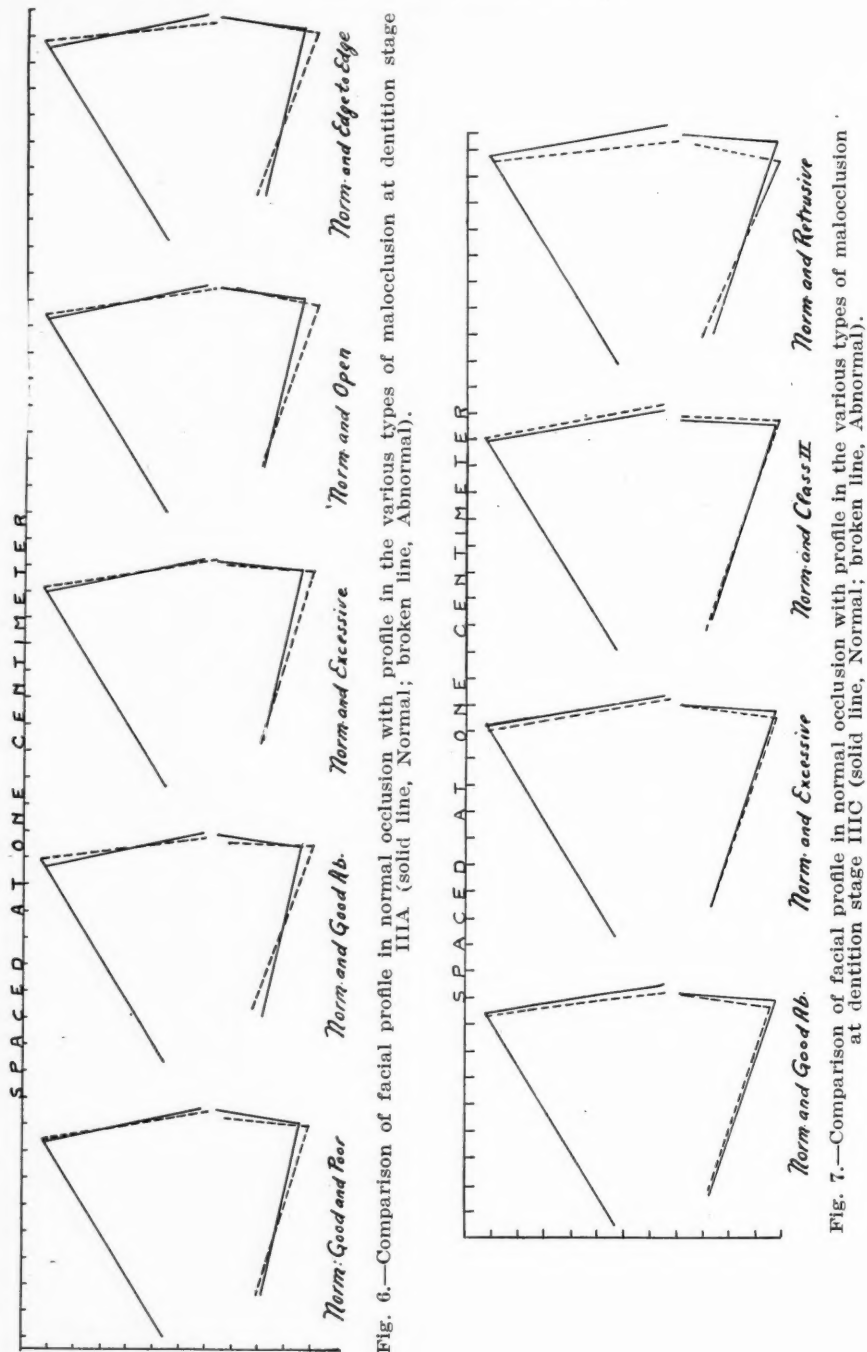 SPACED AT ONE CENTIMETER
Norm: Good and Poor
Norm. and Good Ab.
Norm. and Excessive
Norm. and Open
Norm. and Edge to Edge
Fig. 6.—Comparison of facial profile in normal occlusion with profile in the various types of malocclusion at dentition stage
IIIA (solid line, Normal; broken line, Abnormal).
SPACED AT ONE CENTIMETER
Norm. and Good Ab.
Norm. and Excessive
Norm. and Class II
Norm. and Retrusive
Fig. 7.—Comparison of facial profile in normal occlusion with profile in the various types of malocclusion
at dentition stage IIIC (solid line, Normal; broken line, Abnormal).